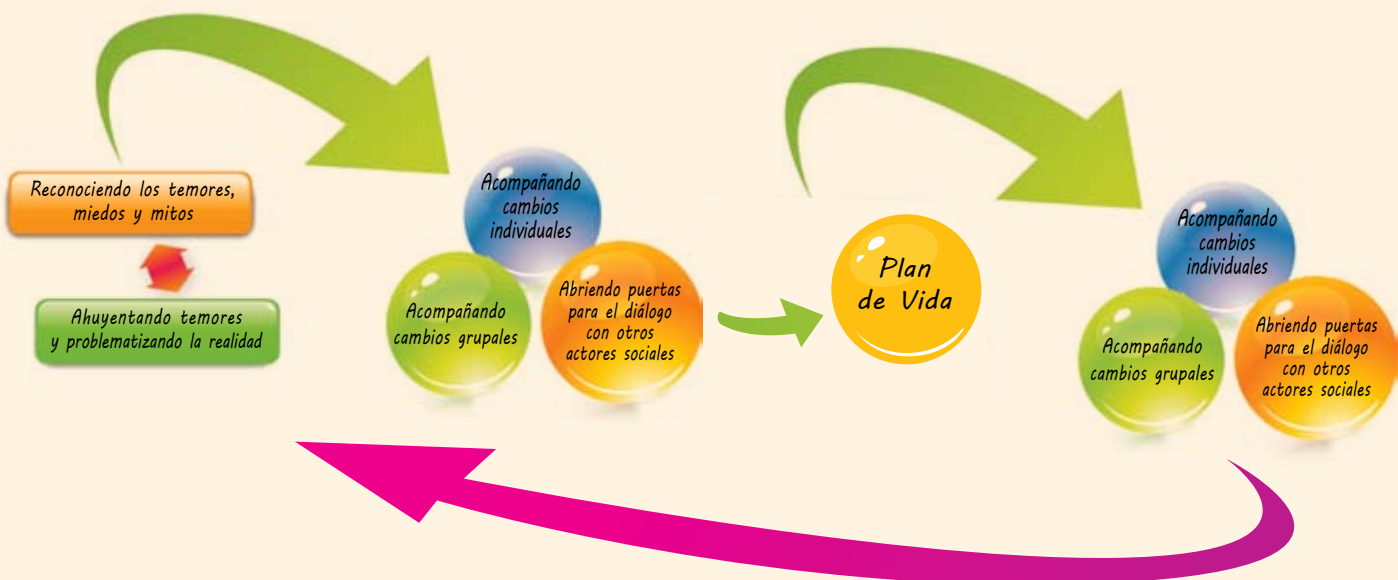 Reconociendo los temores,
miedos y mitos
Ahuyentando temores
y problematizando la realidad
Acompañando
cambios
individuales
Acompañando
cambios grupales
Abriendo puertas
para el diálogo
con otros
actores sociales
Plan
de Vida
Acompañando
cambios
individuales
Acompañando
cambios grupales
Abriendo puertas
para el diálogo
con otros
actores sociales